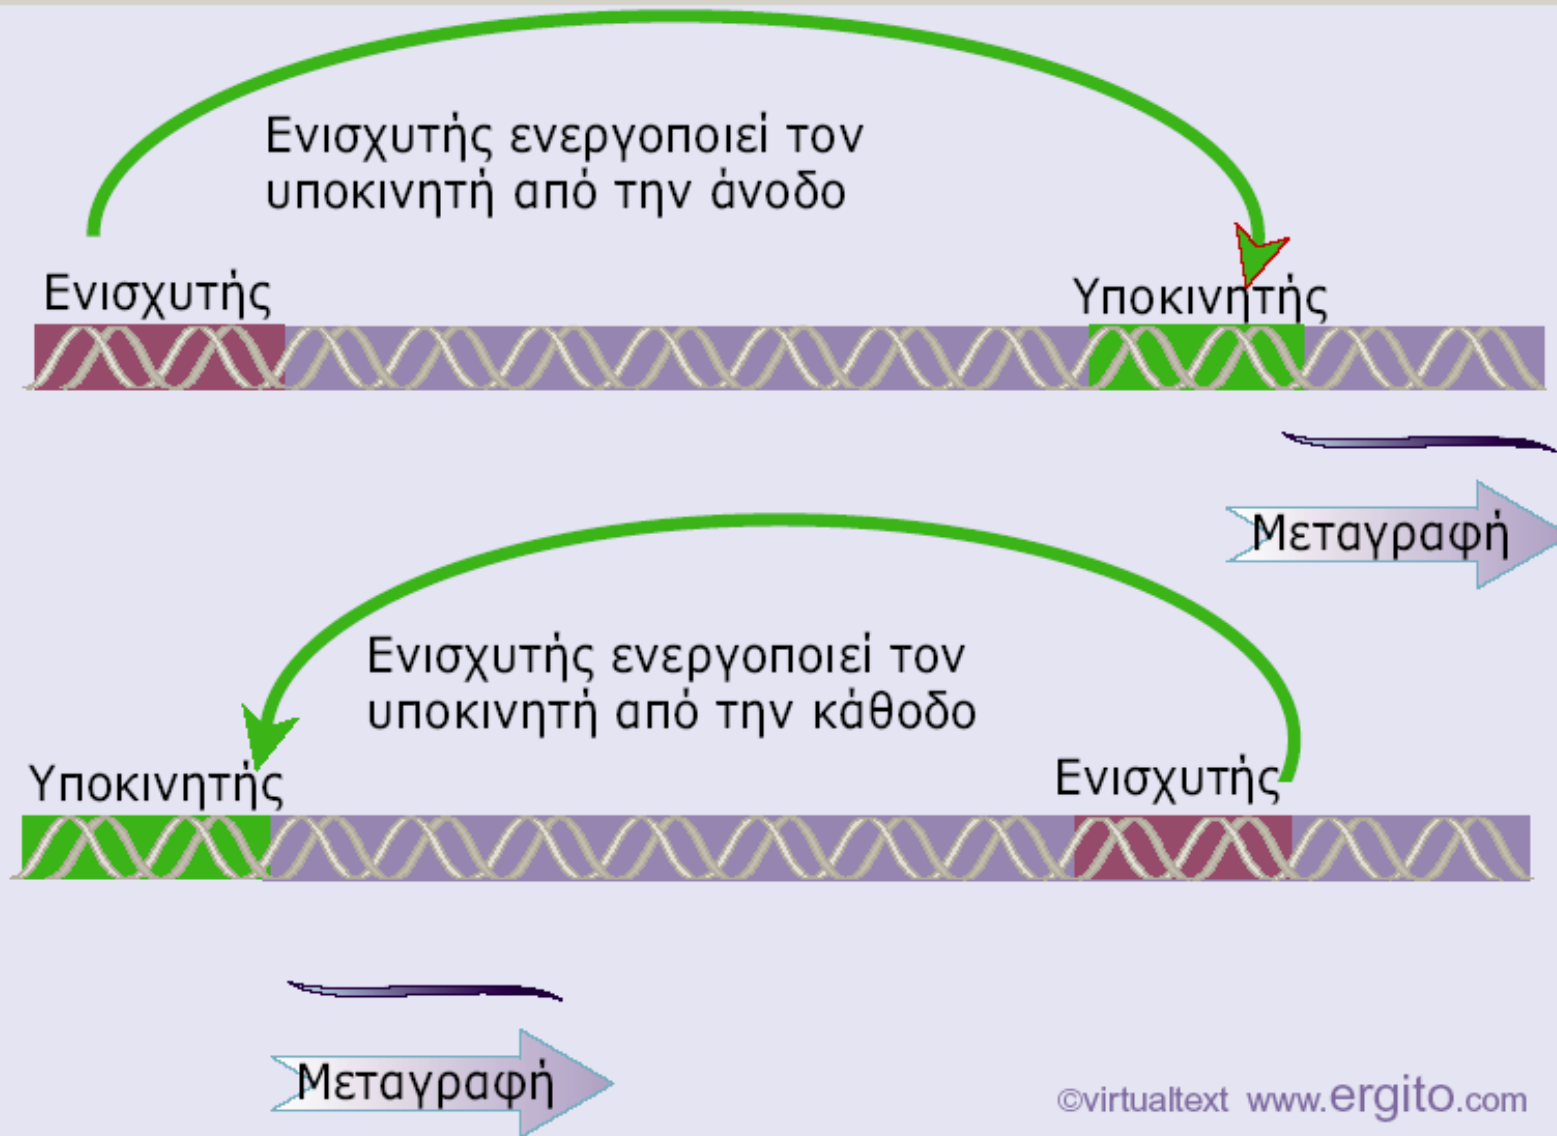 Ενισχυτής ενεργοποιεί τον
υποκινητή από την άνοδο
Ενισχυτής
Υποκινητής
Μεταγραφή
Ενισχυτής ενεργοποιεί τον
υποκινητή από την κάθοδο
Υποκινητής
Ενισχυτής
Μεταγραφή
©virtualtext www.ergito.com